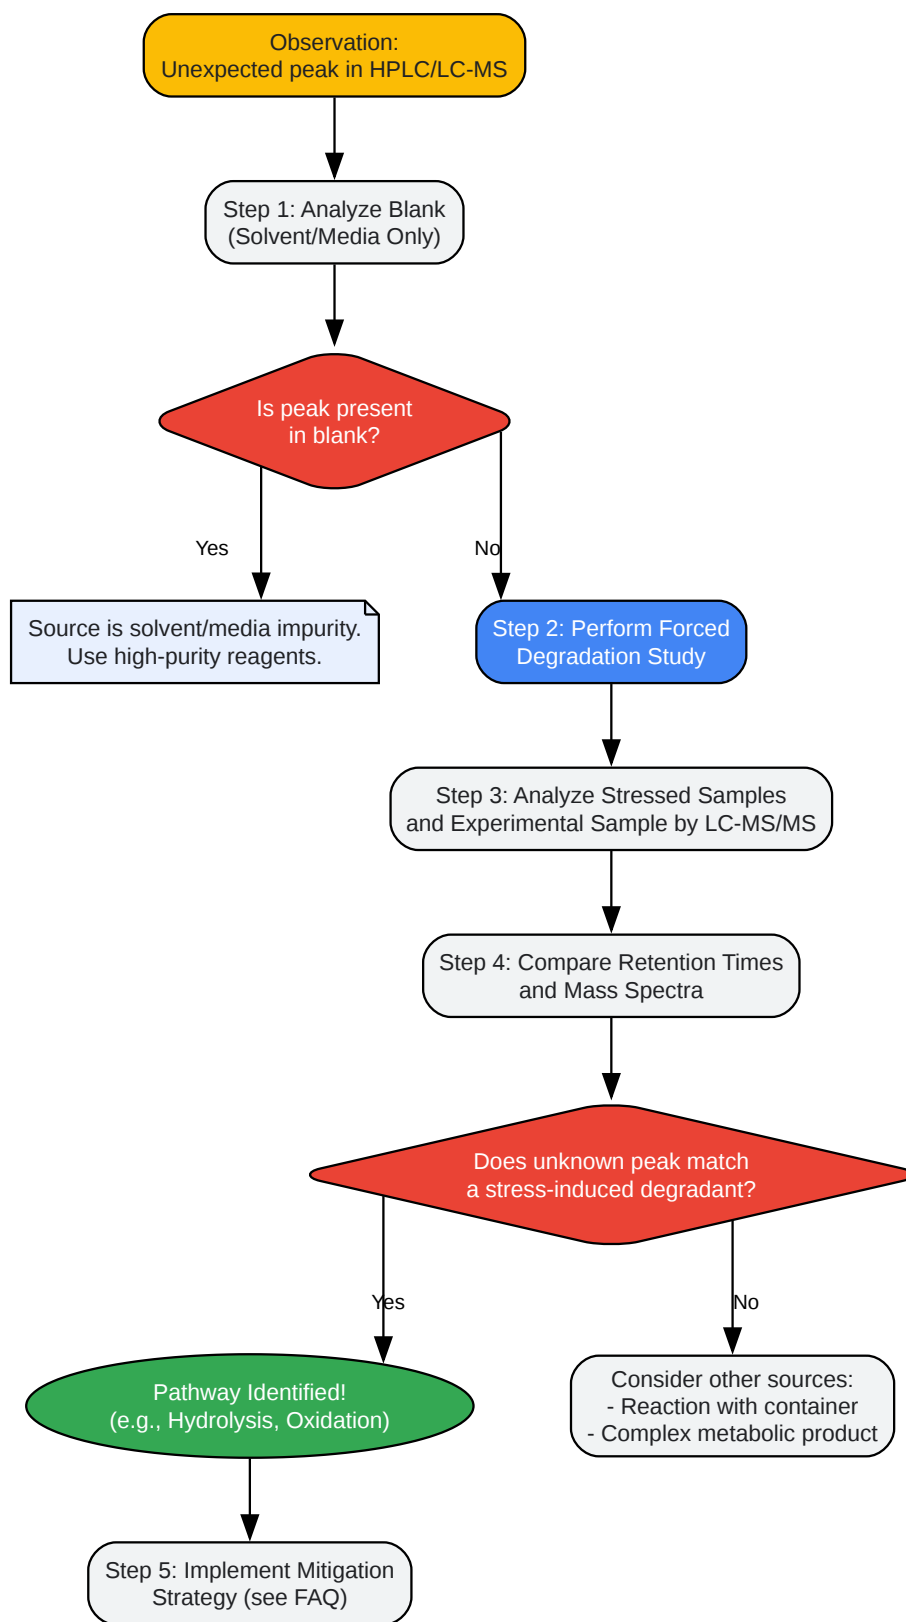 Observation:
Unexpected peak in HPLC/LC-MS
Step 1: Analyze Blank
(Solvent/Media Only)
Is peak present
in blank?
Yes
No
Source is solvent/media impurity.
Use high-purity reagents.
Step 2: Perform Forced
Degradation Study
Step 3: Analyze Stressed Samples
and Experimental Sample by LC-MS/MS
Step 4: Compare Retention Times
and Mass Spectra
Does unknown peak match
a stress-induced degradant?
Yes
No
Pathway Identified!
(e.g., Hydrolysis, Oxidation)
Consider other sources:
- Reaction with container
- Complex metabolic product
Step 5: Implement Mitigation
Strategy (see FAQ)